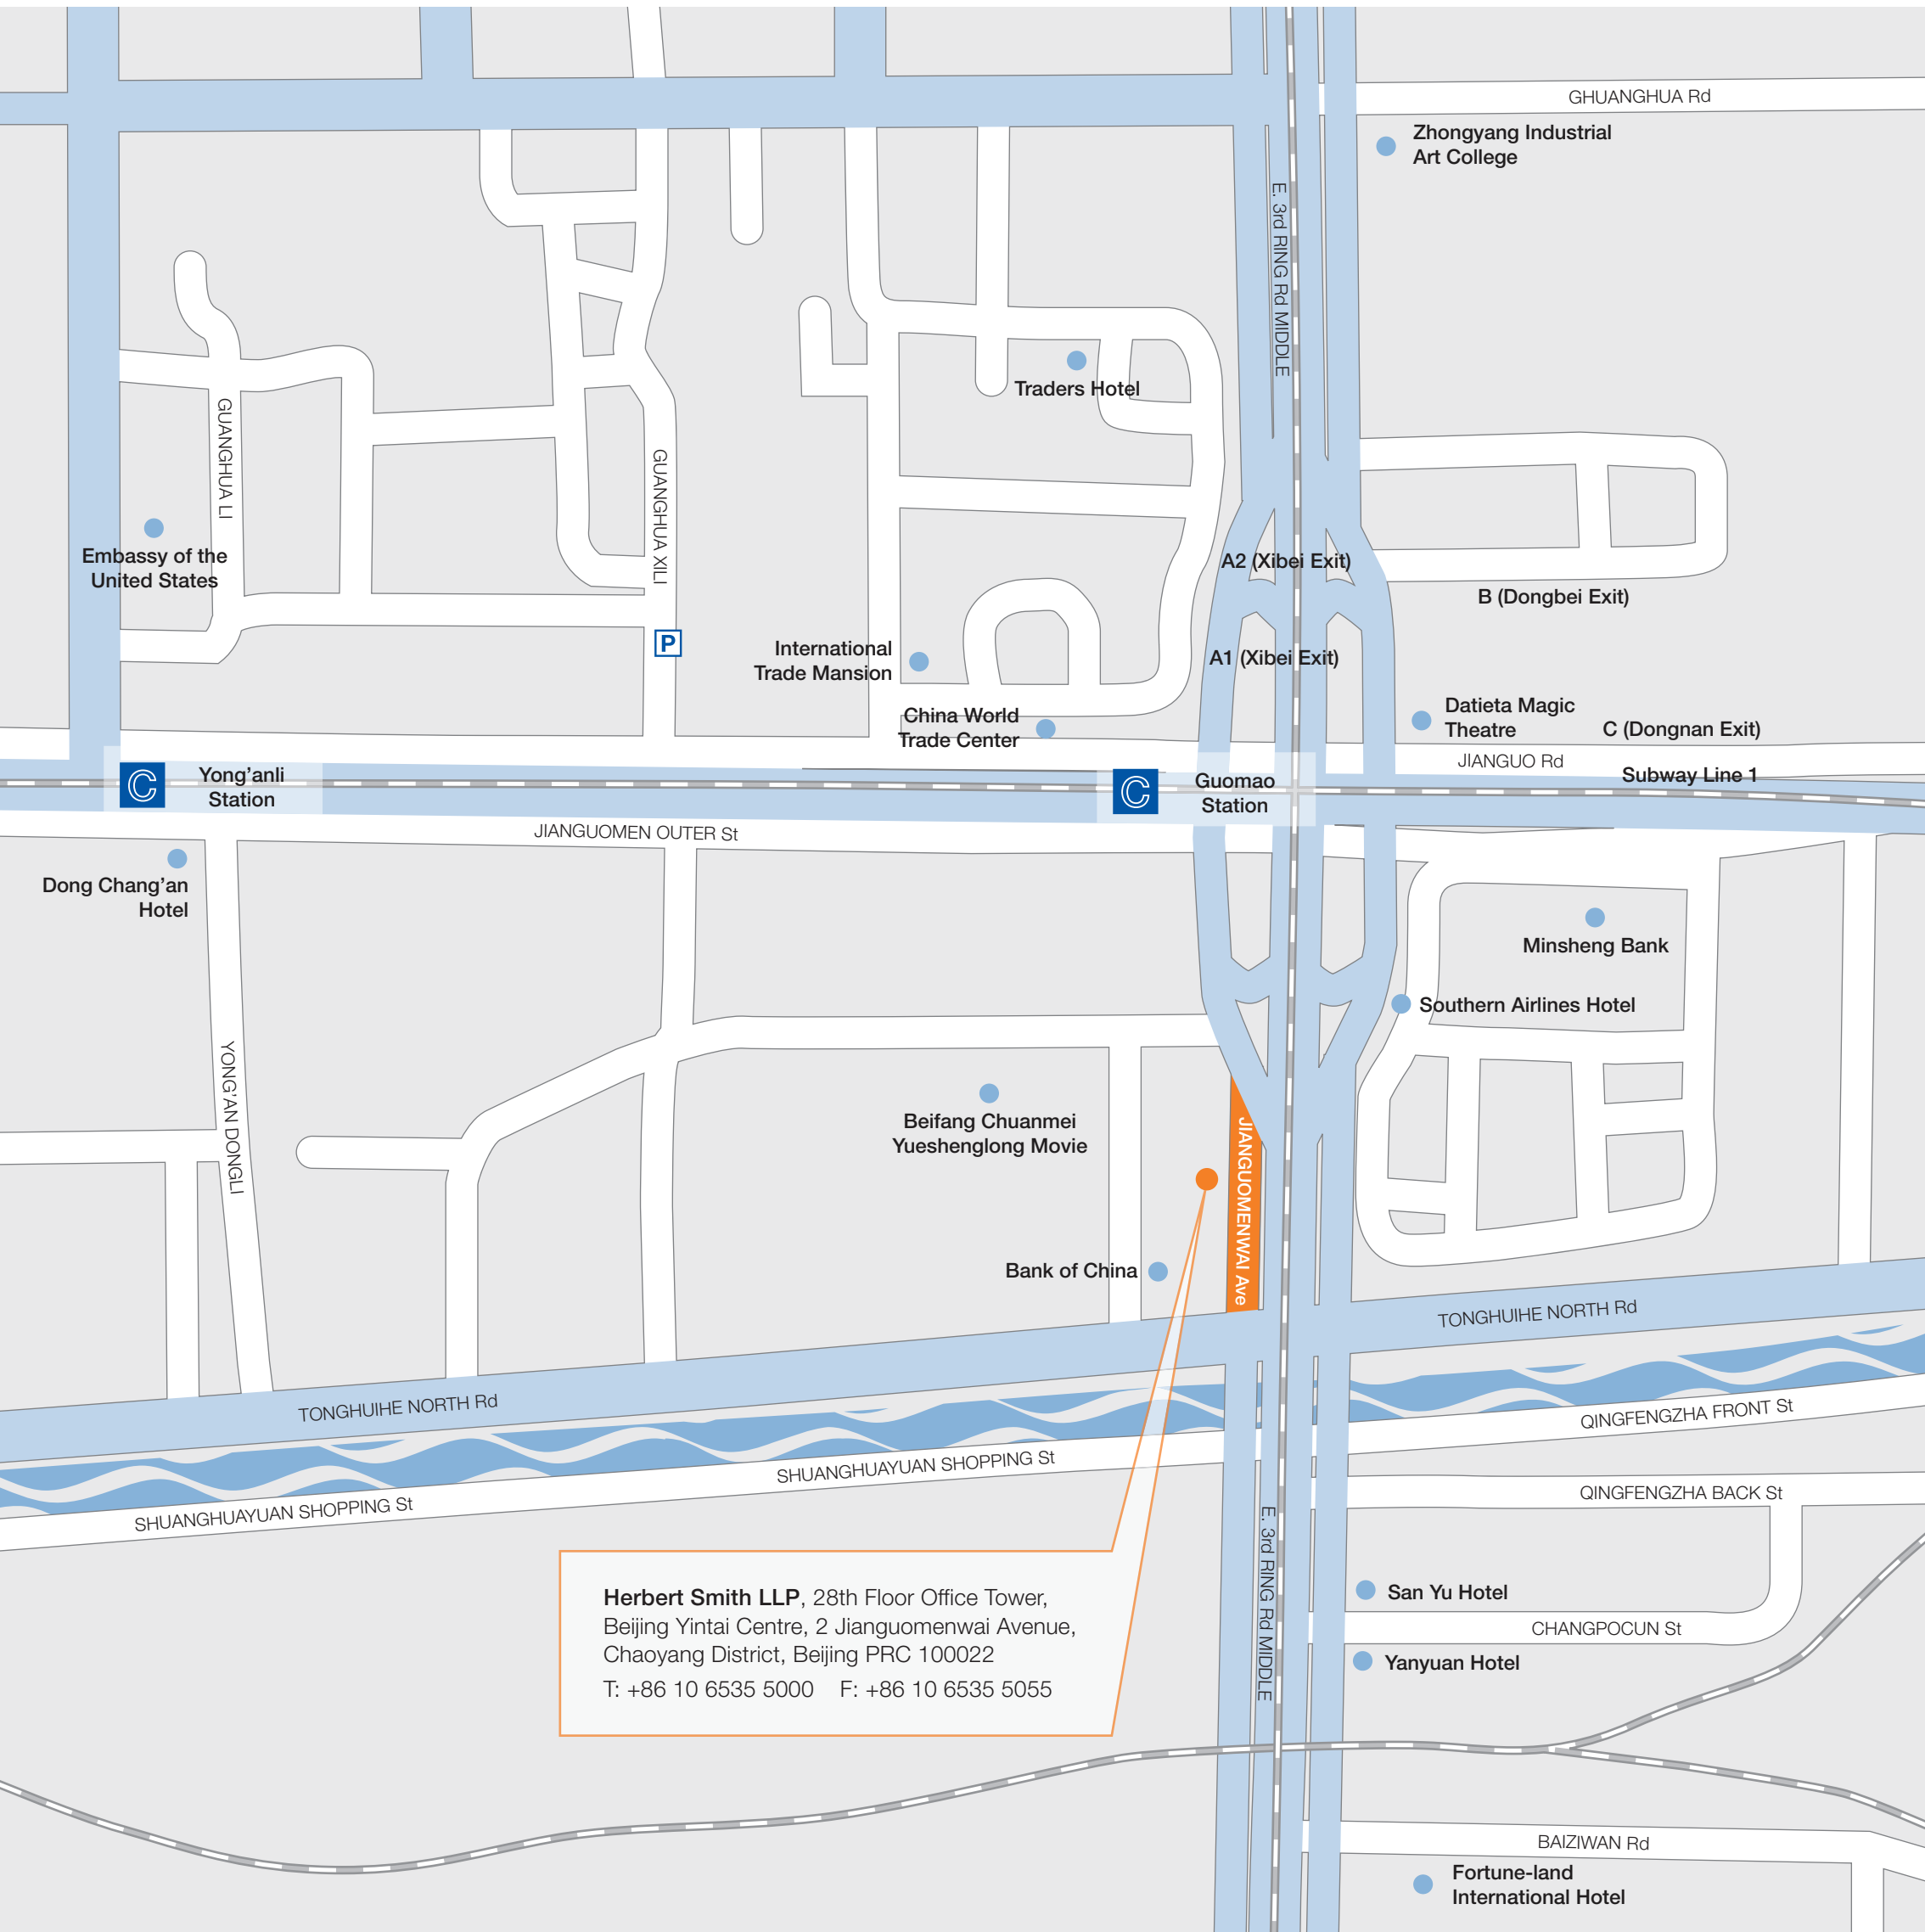 GHUANGHUA Rd
Zhongyang Industrial
Art College
E. 3rd RING Rd MIDDLE
Traders Hotel
GUANGHUA LI
GUANGHUA XILI
Embassy of the
United States
A2 (Xibei Exit)
B (Dongbei Exit)
P
International
Trade Mansion
A1 (Xibei Exit)
China World
Trade Center
Datieta Magic
Theatre
C (Dongnan Exit)
JIANGUO Rd
C
Yong’anli
Station
C
Guomao
Station
Subway Line 1
JIANGUOMEN OUTER St
Dong Chang’an
Hotel
Minsheng Bank
Southern Airlines Hotel
YONG’AN DONGLI
Beifang Chuanmei
Yueshenglong Movie
JIANGUOMENWAI Ave
Bank of China
TONGHUIHE NORTH Rd
TONGHUIHE NORTH Rd
QINGFENGZHA FRONT St
SHUANGHUAYUAN SHOPPING St
SHUANGHUAYUAN SHOPPING St
QINGFENGZHA BACK St
E. 3rd RING Rd MIDDLE
Herbert Smith LLP, 28th Floor Office Tower,
Beijing Yintai Centre, 2 Jianguomenwai Avenue,
Chaoyang District, Beijing PRC 100022
T: +86 10 6535 5000 F: +86 10 6535 5055
San Yu Hotel
CHANGPOCUN St
Yanyuan Hotel
BAIZIWAN Rd
Fortune-land
International Hotel